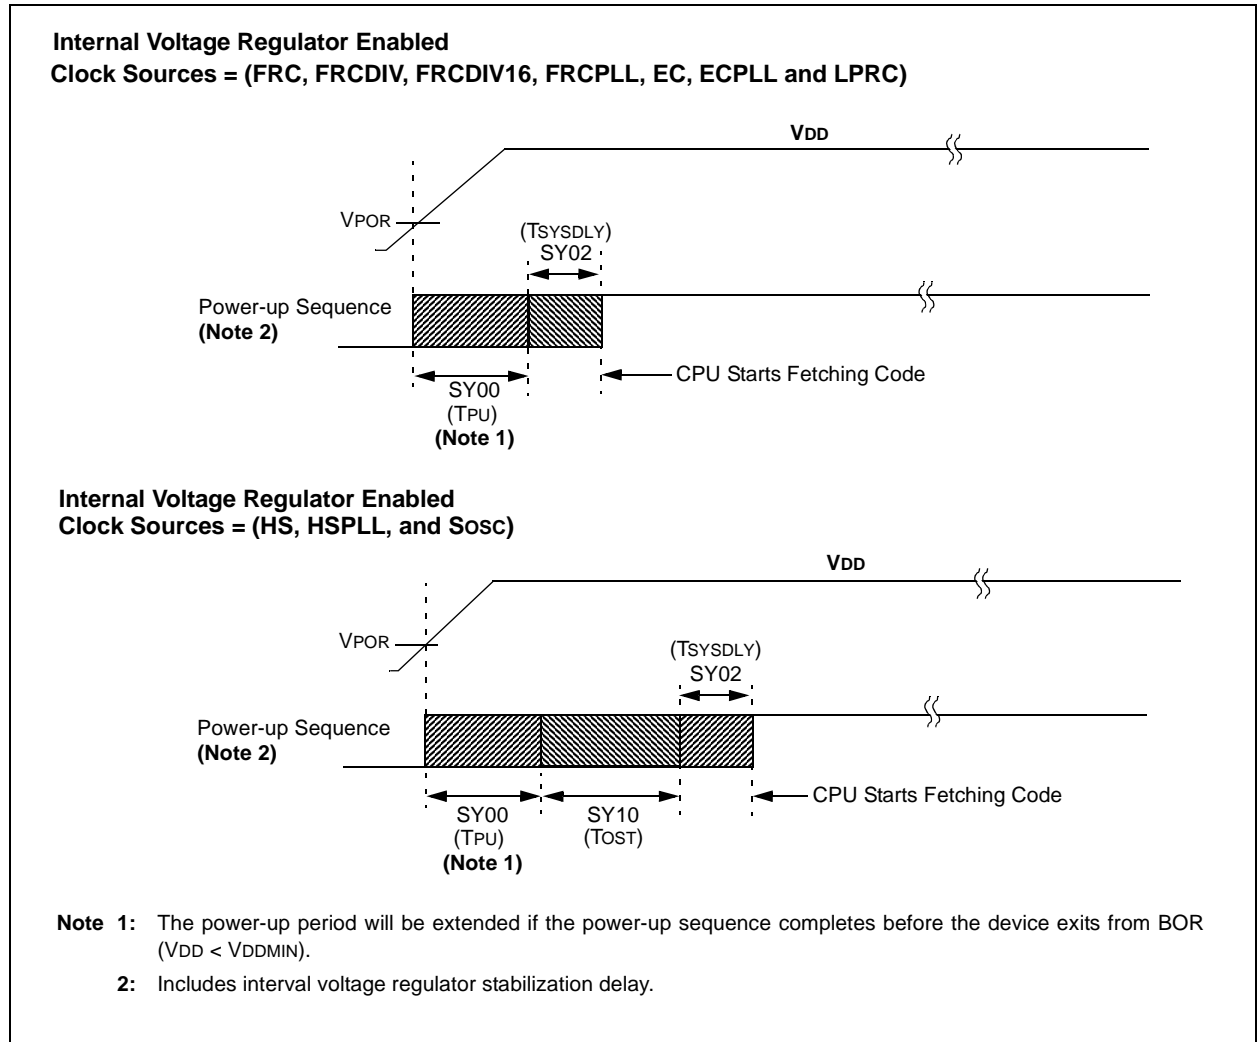 Internal Voltage Regulator Enabled
Clock Sources = (FRC, FRCDIV, FRCDIV16, FRCPLL, EC, ECPLL and LPRC)
VDD
VPOR
(TSYSDLY)
SY02
Power-up Sequence
(Note 2)
CPU Starts Fetching Code
SY00
(TPU)
(Note 1)
Internal Voltage Regulator Enabled
Clock Sources = (HS, HSPLL, and SOSC)
VDD
VPOR
(TSYSDLY)
SY02
Power-up Sequence
(Note 2)
CPU Starts Fetching Code
SY00
(TPU)
(Note 1)
SY10
(TOST)
Note 1: The power-up period will be extended if the power-up sequence completes before the device exits from BOR
(VDD < VDDMIN).
2: Includes interval voltage regulator stabilization delay.